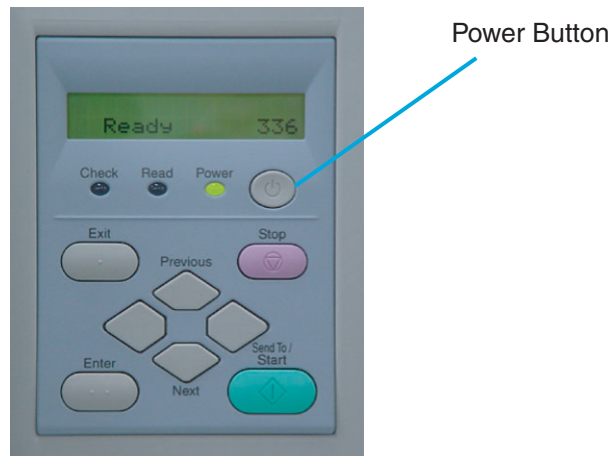 Power Button
Ready 336
Check Read Power
Exit Stop
Previous
Enter Send To /
Start
Next